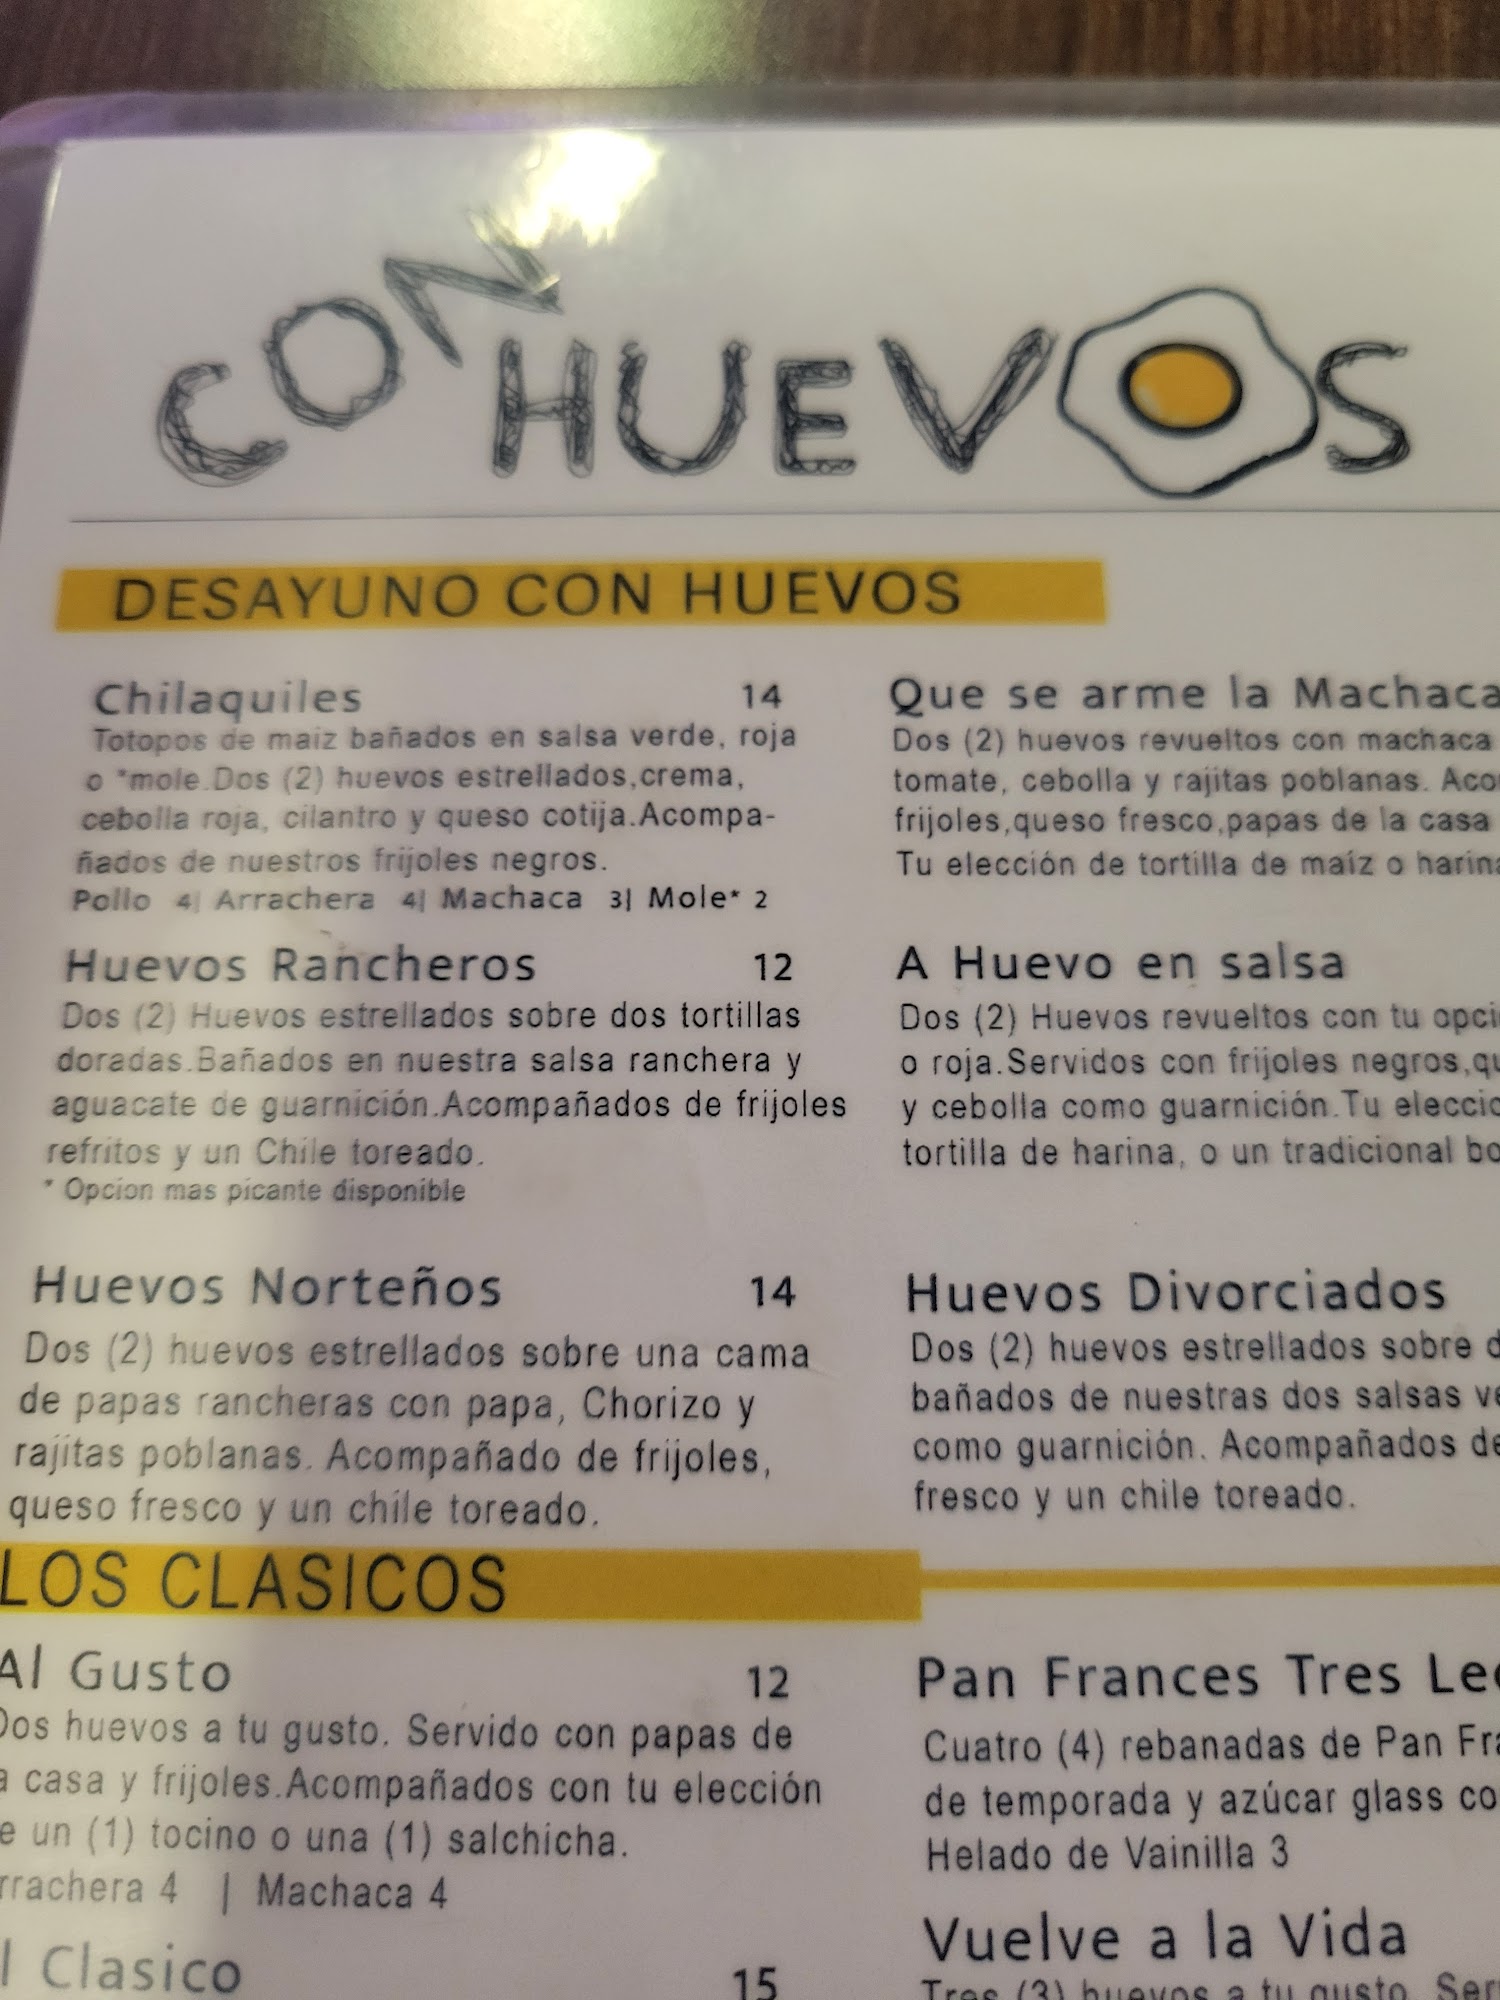 CON HUEVOS
DESAYUNO CON HUEVOS
Chilaquiles 14
Totopos de maiz bañados en salsa verde, roja
o *mole.Dos (2) huevos estrellados,crema,
cebolla roja, cilantro y queso cotija.Acompa-
ñados de nuestros frijoles negros.
Pollo 4| Arrachera 4| Machaca 3| Mole* 2
Huevos Rancheros 12
Dos (2) Huevos estrellados sobre dos tortillas
doradas.Bañados en nuestra salsa ranchera y
aguacate de guarnición.Acompañados de frijoles
refritos y un Chile toreado.
* Opcion mas picante disponible
Huevos Norteños 14
Dos (2) huevos estrellados sobre una cama
de papas rancheras con papa, Chorizo y
rajitas poblanas. Acompañado de frijoles,
queso fresco y un chile toreado.
Que se arme la Machaca
Dos (2) huevos revueltos con machaca
tomate, cebolla y rajitas poblanas.
frijoles,queso fresco,papas de la casa
Tu elección de tortilla de maíz o harina
A Huevo en salsa
Dos (2) Huevos revueltos con tu
o roja.Servidos con frijoles negros,
y cebolla como guarnición.Tu
tortilla de harina, o un tradicional
Huevos Divorciados
Dos (2) huevos estrellados sobre
bañados de nuestras dos salsas
como guarnición. Acompañados de
fresco y un chile toreado.
LOS CLASICOS
Al Gusto 12
Dos huevos a tu gusto. Servido con papas de
a casa y frijoles.Acompañados con tu elección
e un (1) tocino o una (1) salchicha.
rrachera 4 | Machaca 4
l Clasico 15
Pan Frances Tres
Cuatro (4) rebanadas de Pan
de temporada y azúcar glass
Helado de Vainilla 3
Vuelve a la Vida
Tres (3) huevos a tu gusto.